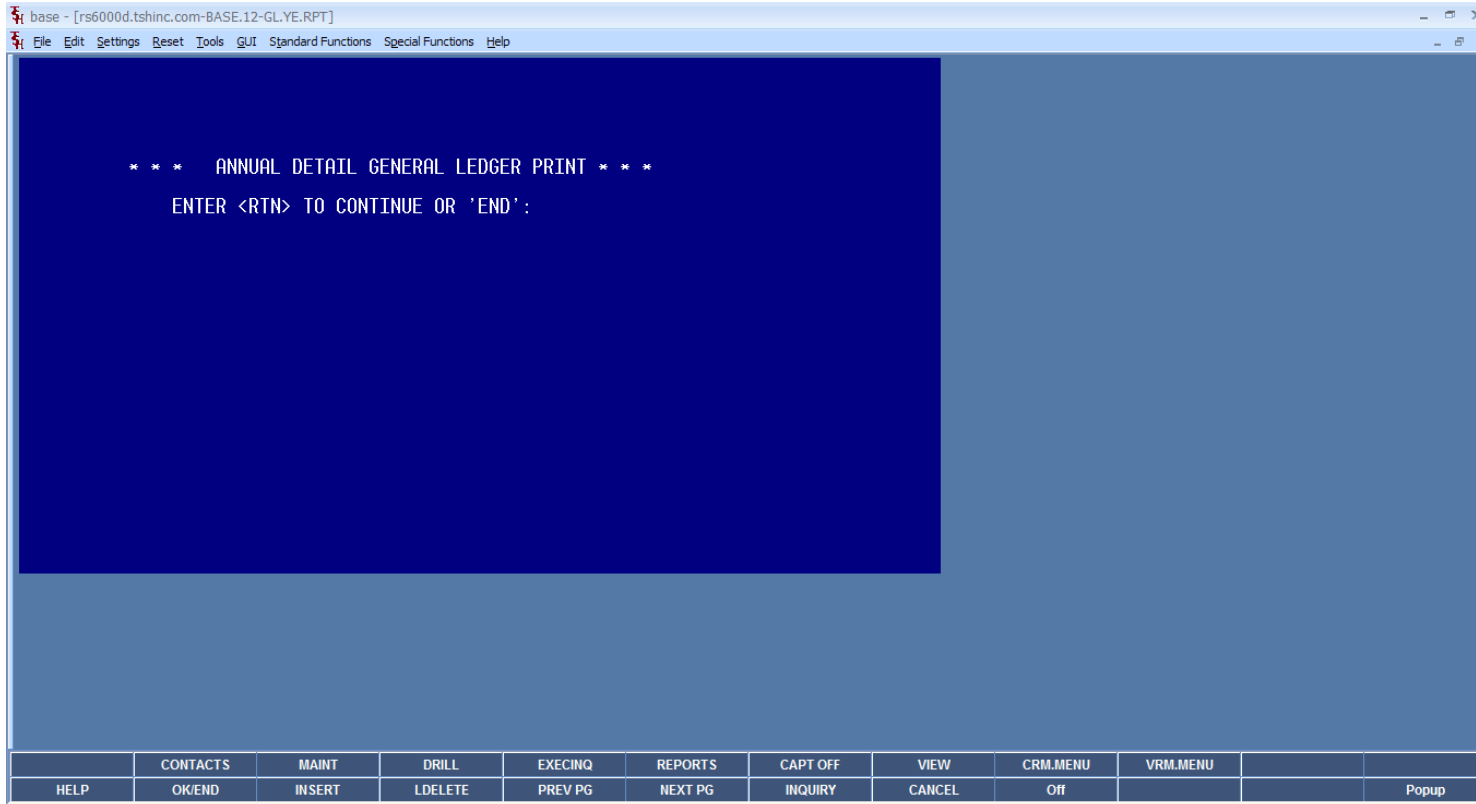 base - [rs6000d.tshinc.com-BASE.12-GL.YE.RPT]
File Edit Settings Reset Tools GUI Standard Functions Special Functions Help
* * * ANNUAL DETAIL GENERAL LEDGER PRINT * * *
ENTER <RTN> TO CONTINUE OR 'END':
CONTACTS MAINT DRILL EXECINQ REPORTS CAPT OFF VIEW CRM.MENU VRM.MENU
HELP OK/END INSERT LDELETE PREV PG NEXT PG INQUIRY CANCEL Off Popup